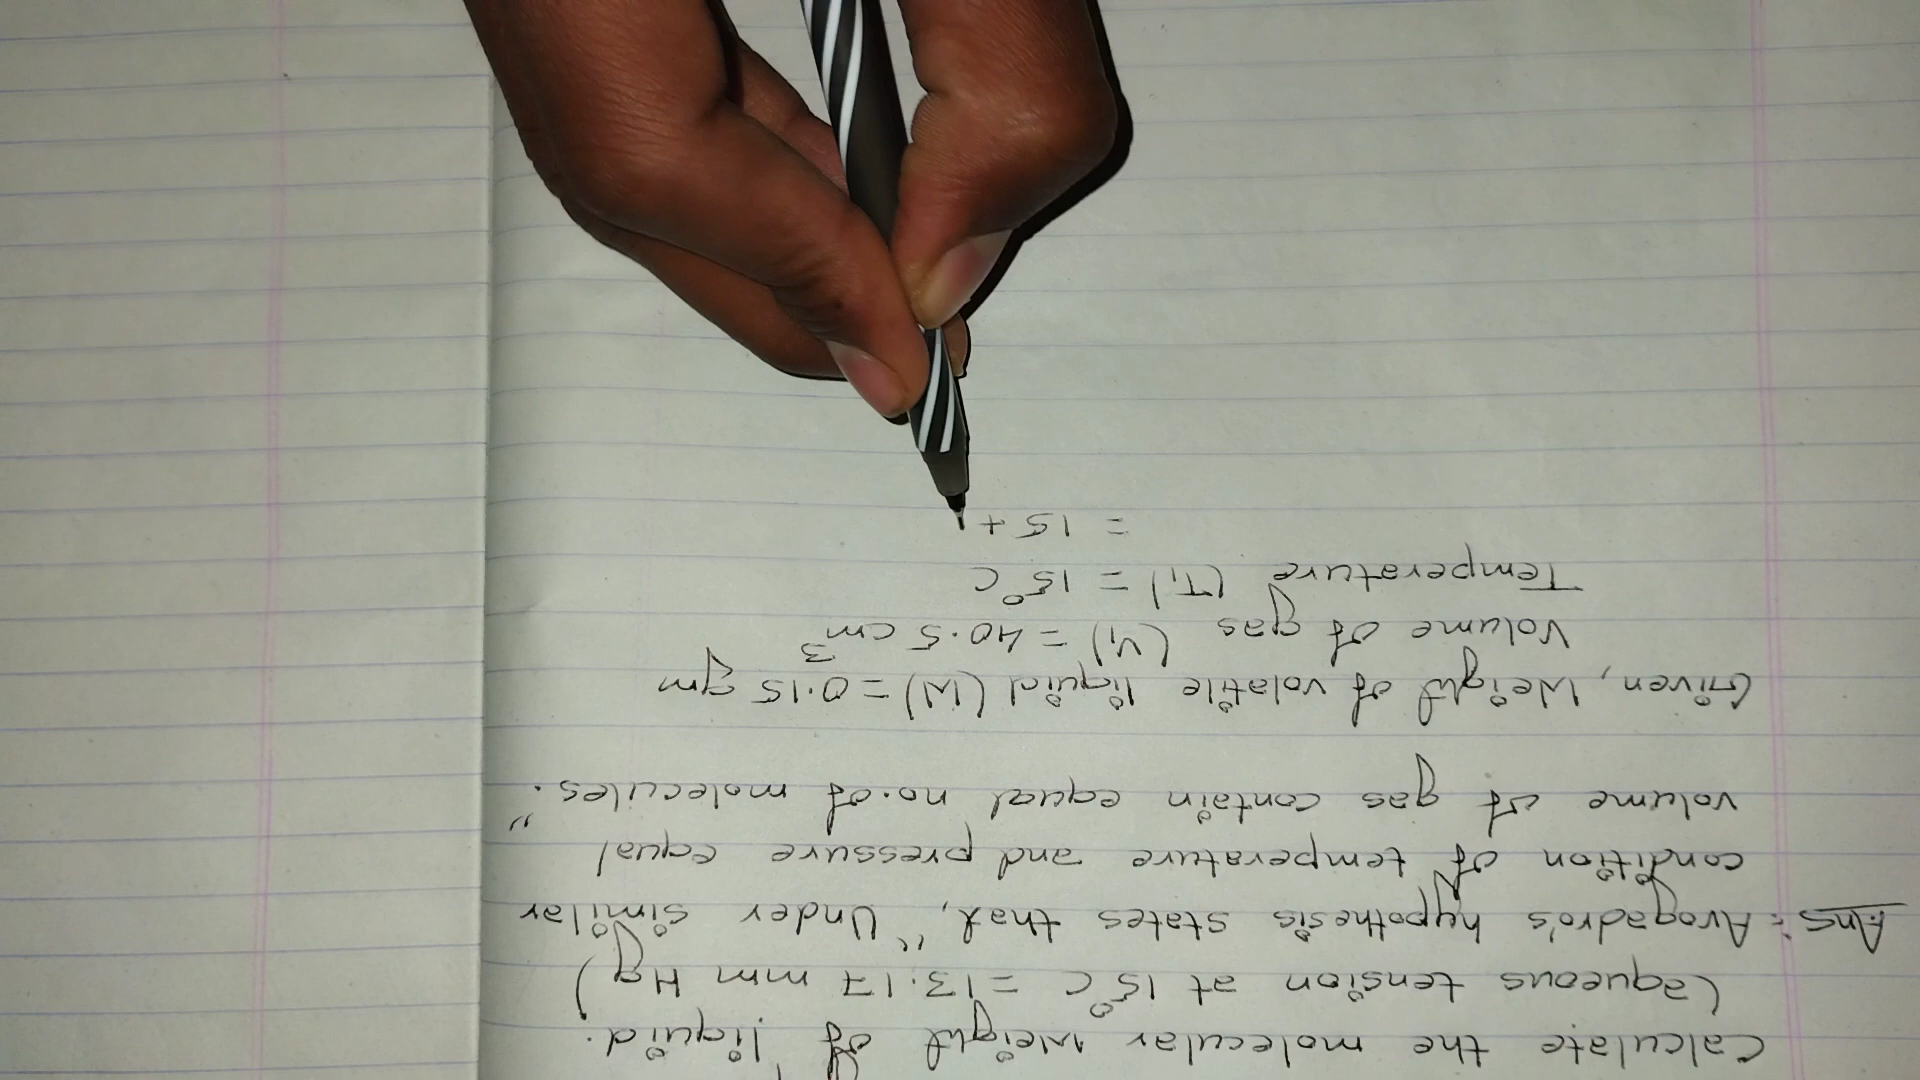 Calculate the molecular weight of liquid.
(aqueous tension at 15°C = 13.17 mm Hg)
Ans: Avogadro's hypothesis states that, "Under similar
condition of temperature and pressure equal
volume of gas contain equal no. of molecules."
Given, Weight of volatile liquid (W) = 0.15 gm
Volume of gas (V₁) = 40.5 cm³
Temperature (T₁) = 15°C
= 15 +